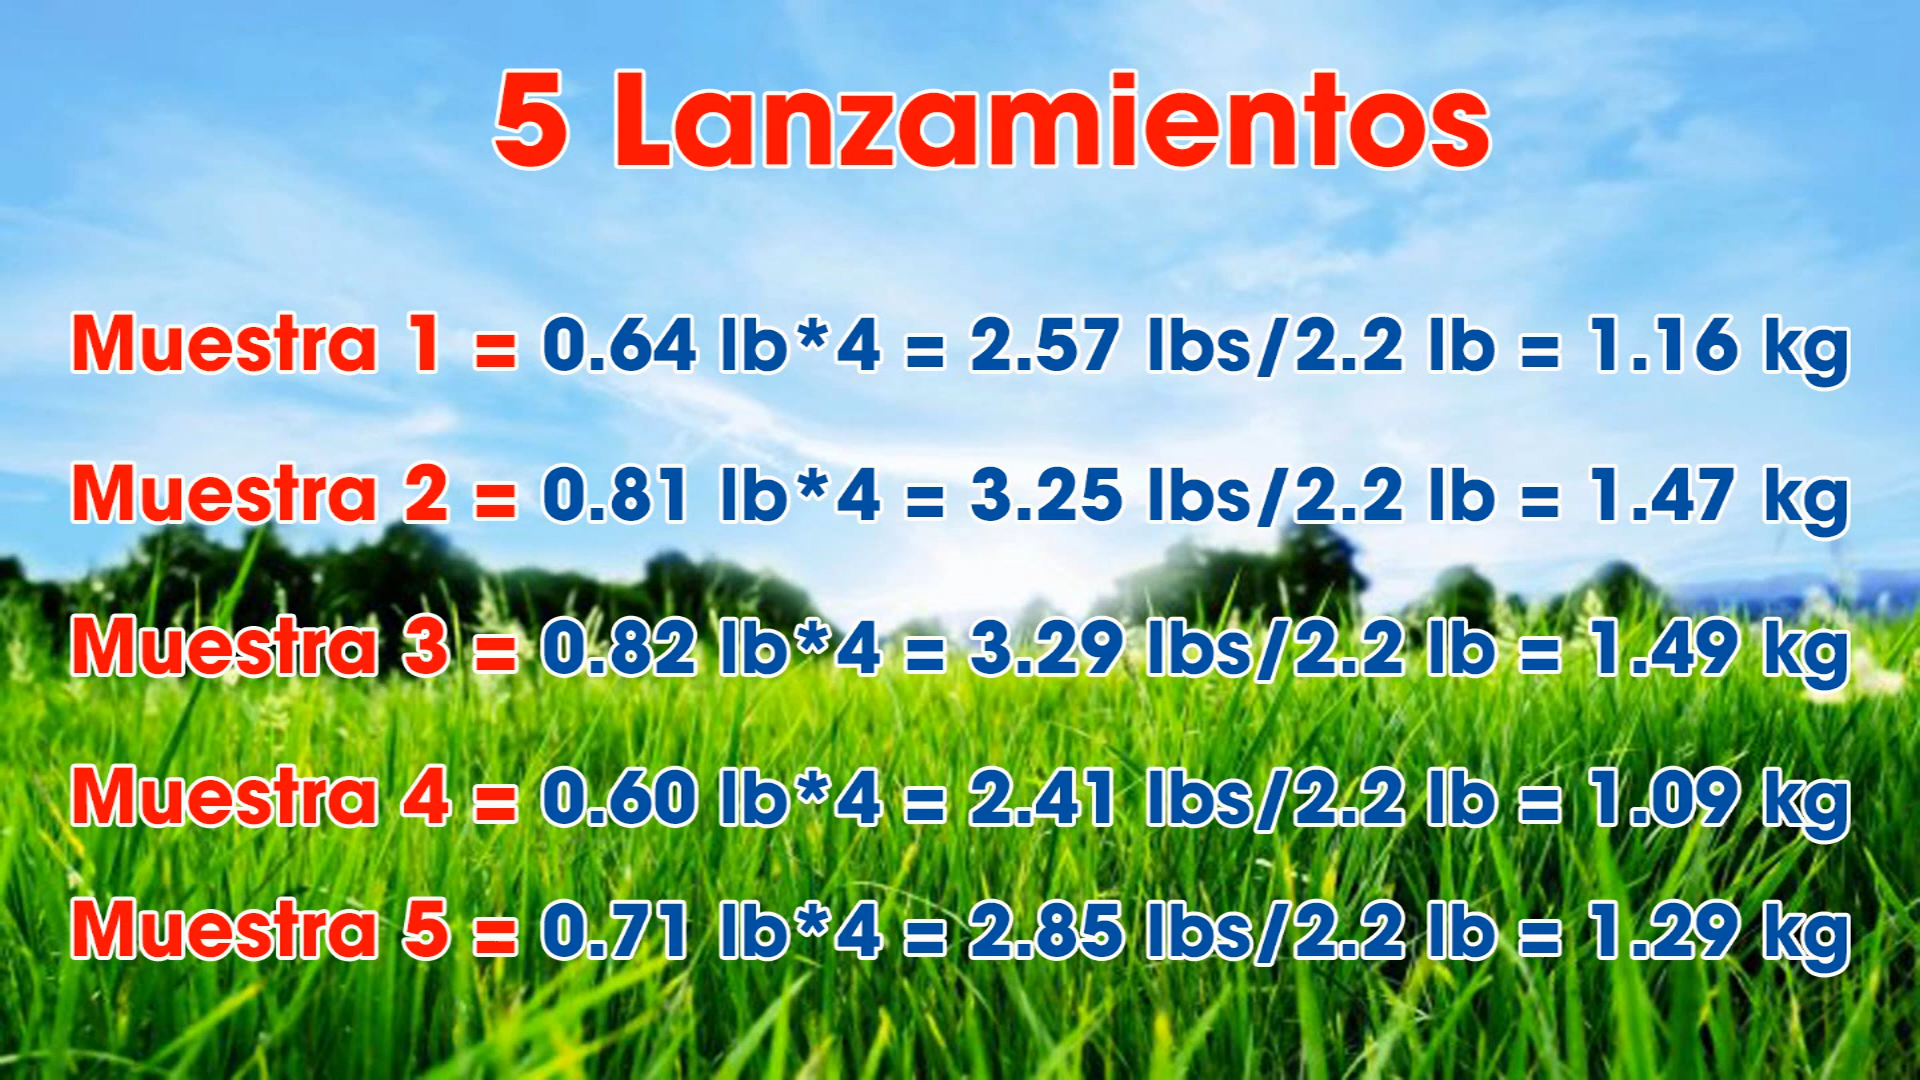 5 Lanzamientos
Muestra 1 = 0.64 lb*4 = 2.57 lbs/2.2 lb = 1.16 kg
Muestra 2 = 0.81 lb*4 = 3.25 lbs/2.2 lb = 1.47 kg
Muestra 3 = 0.82 lb*4 = 3.29 lbs/2.2 lb = 1.49 kg
Muestra 4 = 0.60 lb*4 = 2.41 lbs/2.2 lb = 1.09 kg
Muestra 5 = 0.71 lb*4 = 2.85 lbs/2.2 lb = 1.29 kg